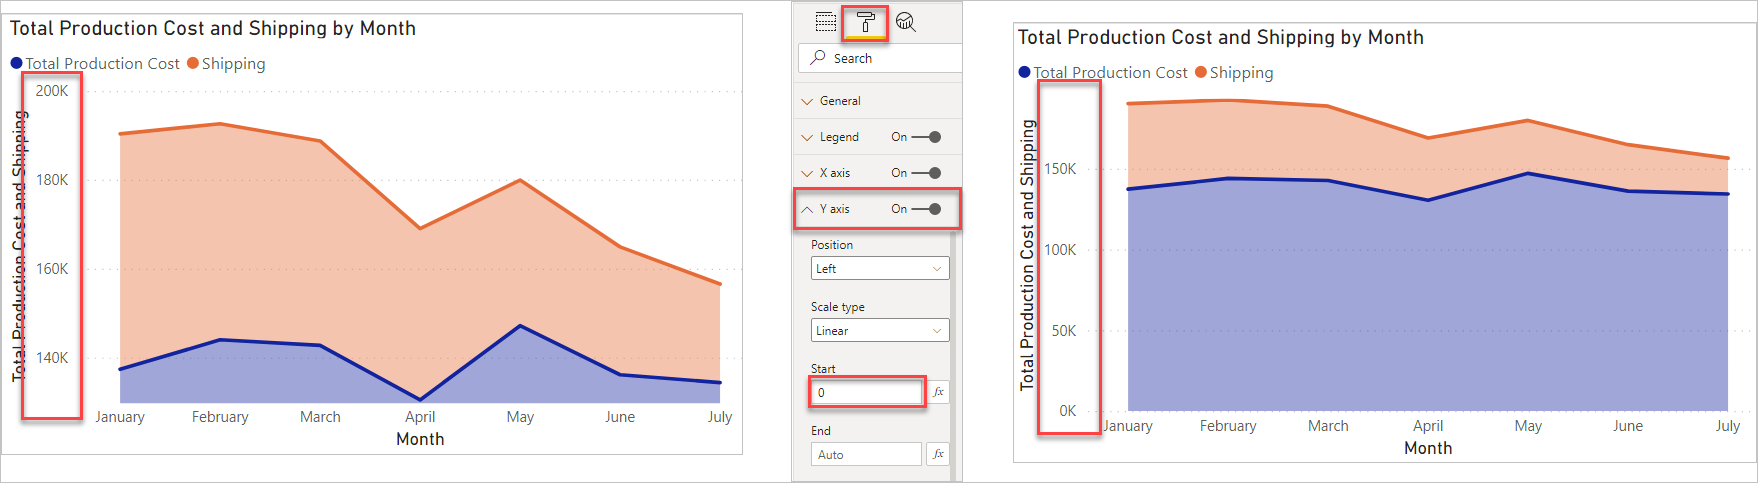 Total Production Cost and Shipping by Month
Total Production Cost Shipping
Total Production Cost and Shipping
200K
180K
160K
140K
January February March April May June July
Month
Search
General
Legend On
X axis On
Y axis On
Position
Left
Scale type
Linear
Start
0 fx
End
Auto fx
Total Production Cost and Shipping by Month
Total Production Cost Shipping
Total Production Cost and Shipping
150K
100K
50K
0K
January February March April May June July
Month